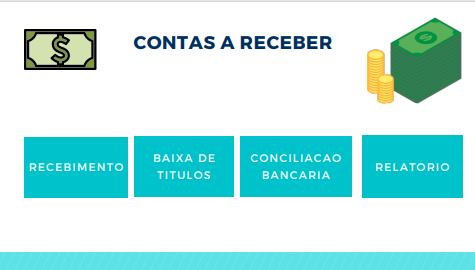 CONTAS A RECEBER
RECEBIMENTO
BAIXA DE
TITULOS
CONCILIACAO
BANCARIA
RELATORIO